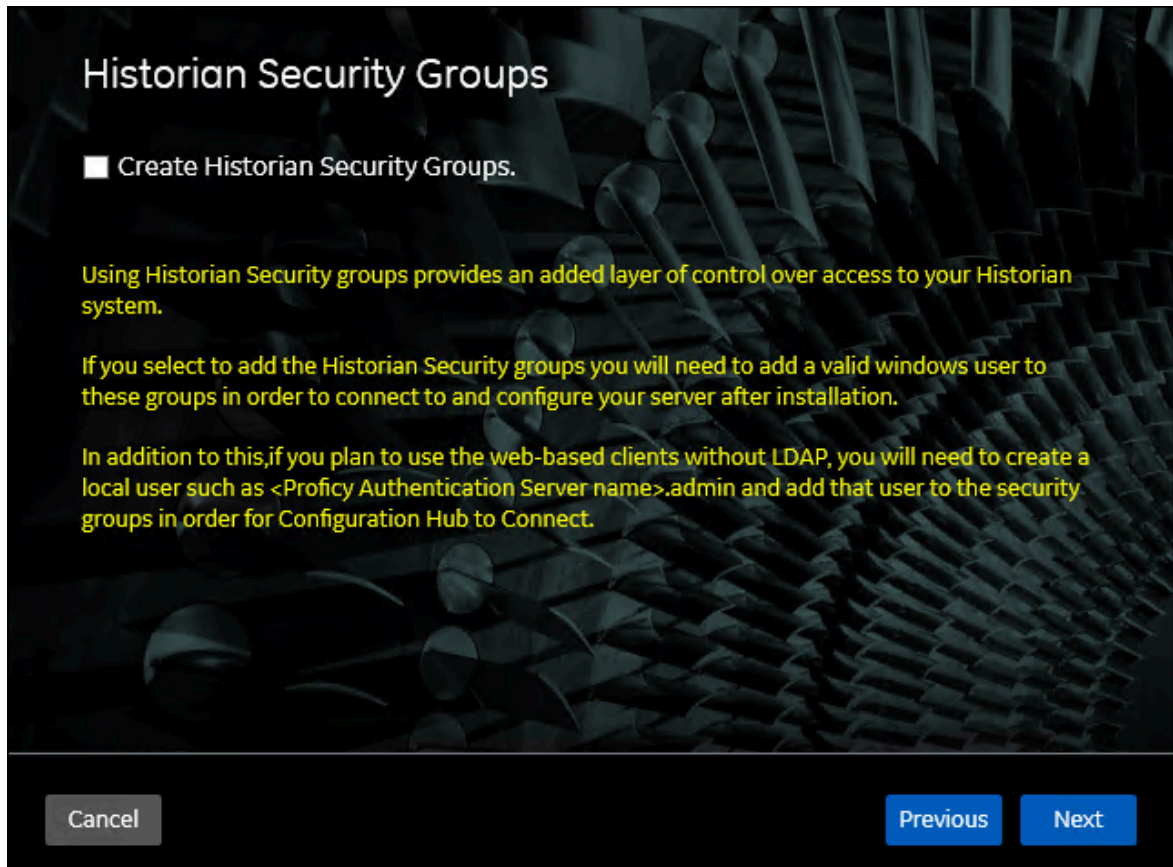 Historian Security Groups
Create Historian Security Groups.
Using Historian Security groups provides an added layer of control over access to your Historian
system.
If you select to add the Historian Security groups you will need to add a valid windows user to
these groups in order to connect to and configure your server after installation.
In addition to this,if you plan to use the web-based clients without LDAP, you will need to create a
local user such as <Proficy Authentication Server name>.admin and add that user to the security
groups in order for Configuration Hub to Connect.
Cancel
Previous
Next